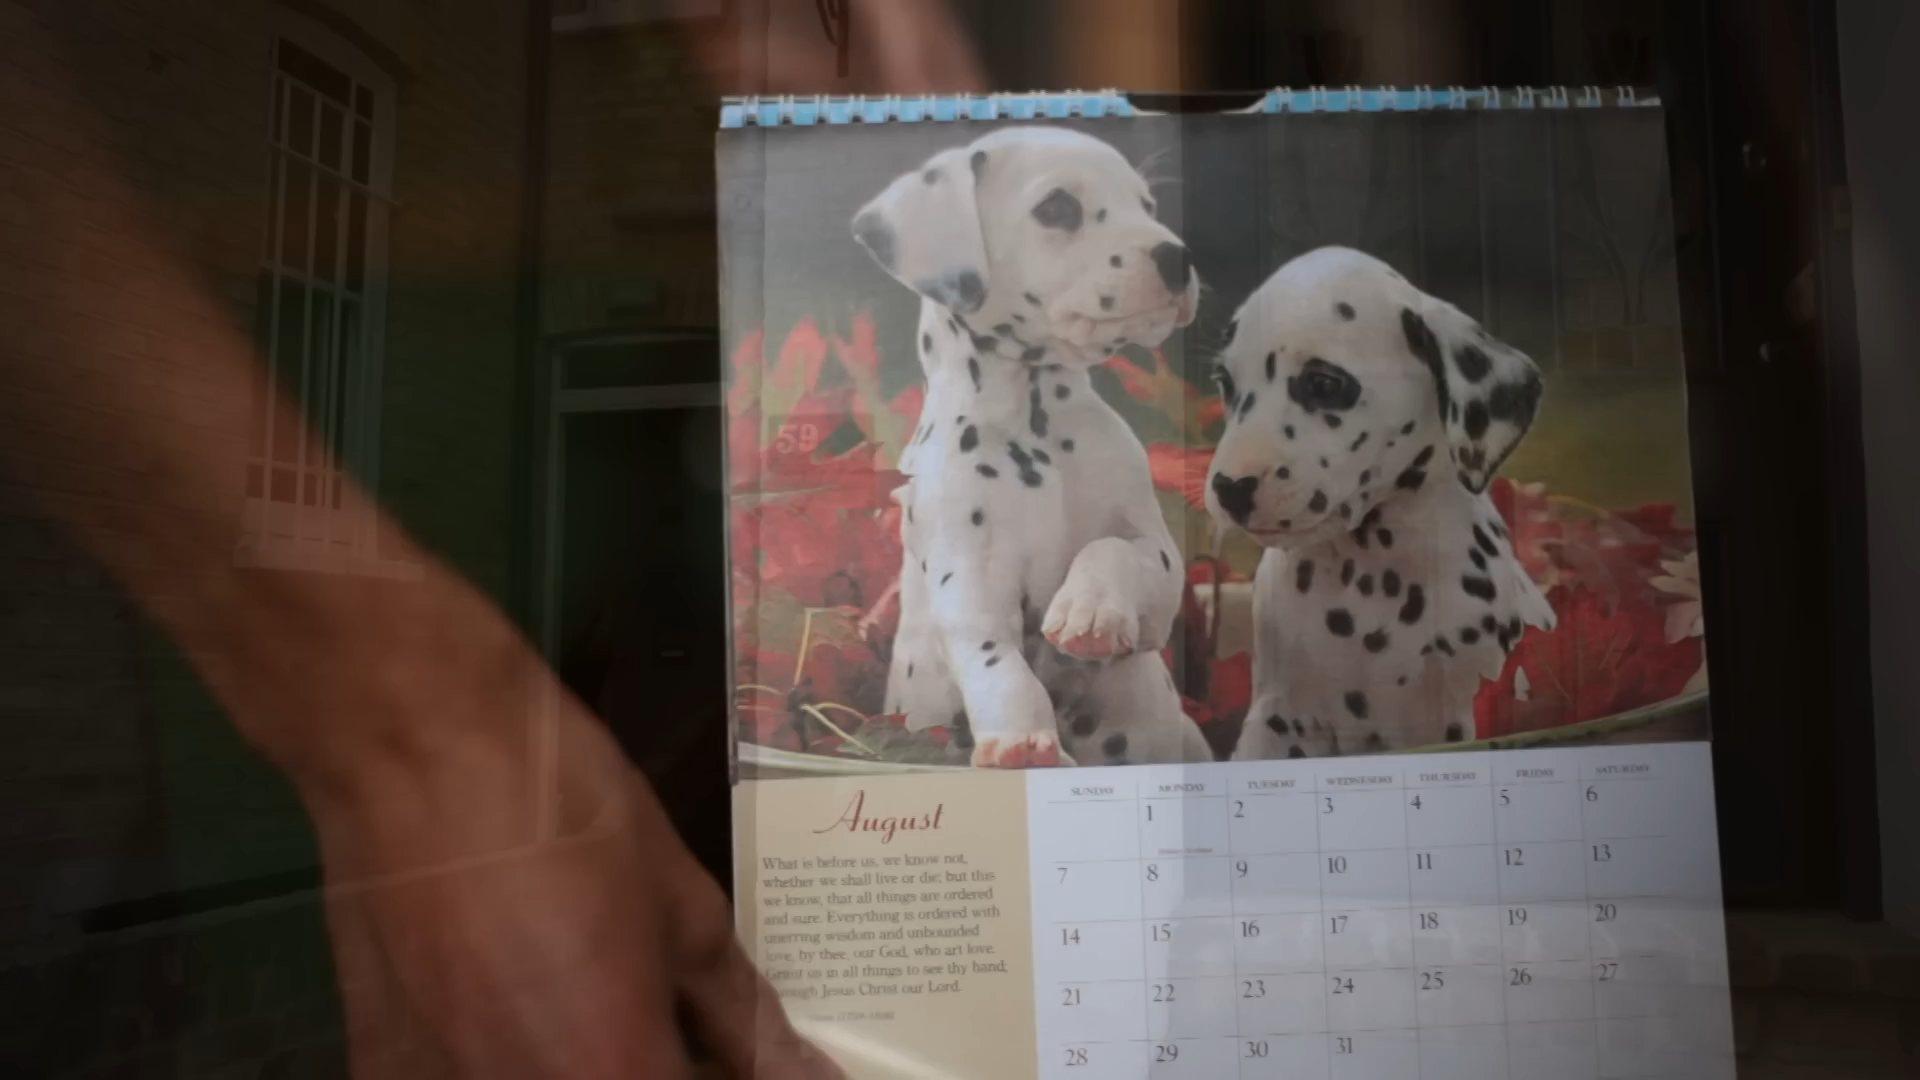 59
August
What is before us, we know not,
whether we shall live or die; but this
we know, that all things are ordered
and sure. Everything is ordered with
unerring wisdom and unbounded
love, by thee, our God, who art love.
Grant us in all things to see thy hand;
through Jesus Christ our Lord.
SUNDAY MONDAY TUESDAY WEDNESDAY THURSDAY FRIDAY SATURDAY
1 2 3 4 5 6
7 8 9 10 11 12 13
14 15 16 17 18 19 20
21 22 23 24 25 26 27
28 29 30 31